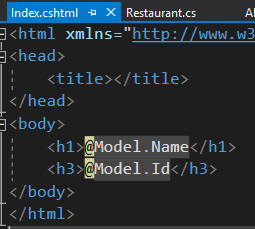 Index.cshtml Restaurant.cs
<html xmlns="http://www.w3
<head>
<title></title>
</head>
<body>
<h1>@Model.Name</h1>
<h3>@Model.Id</h3>
</body>
</html>